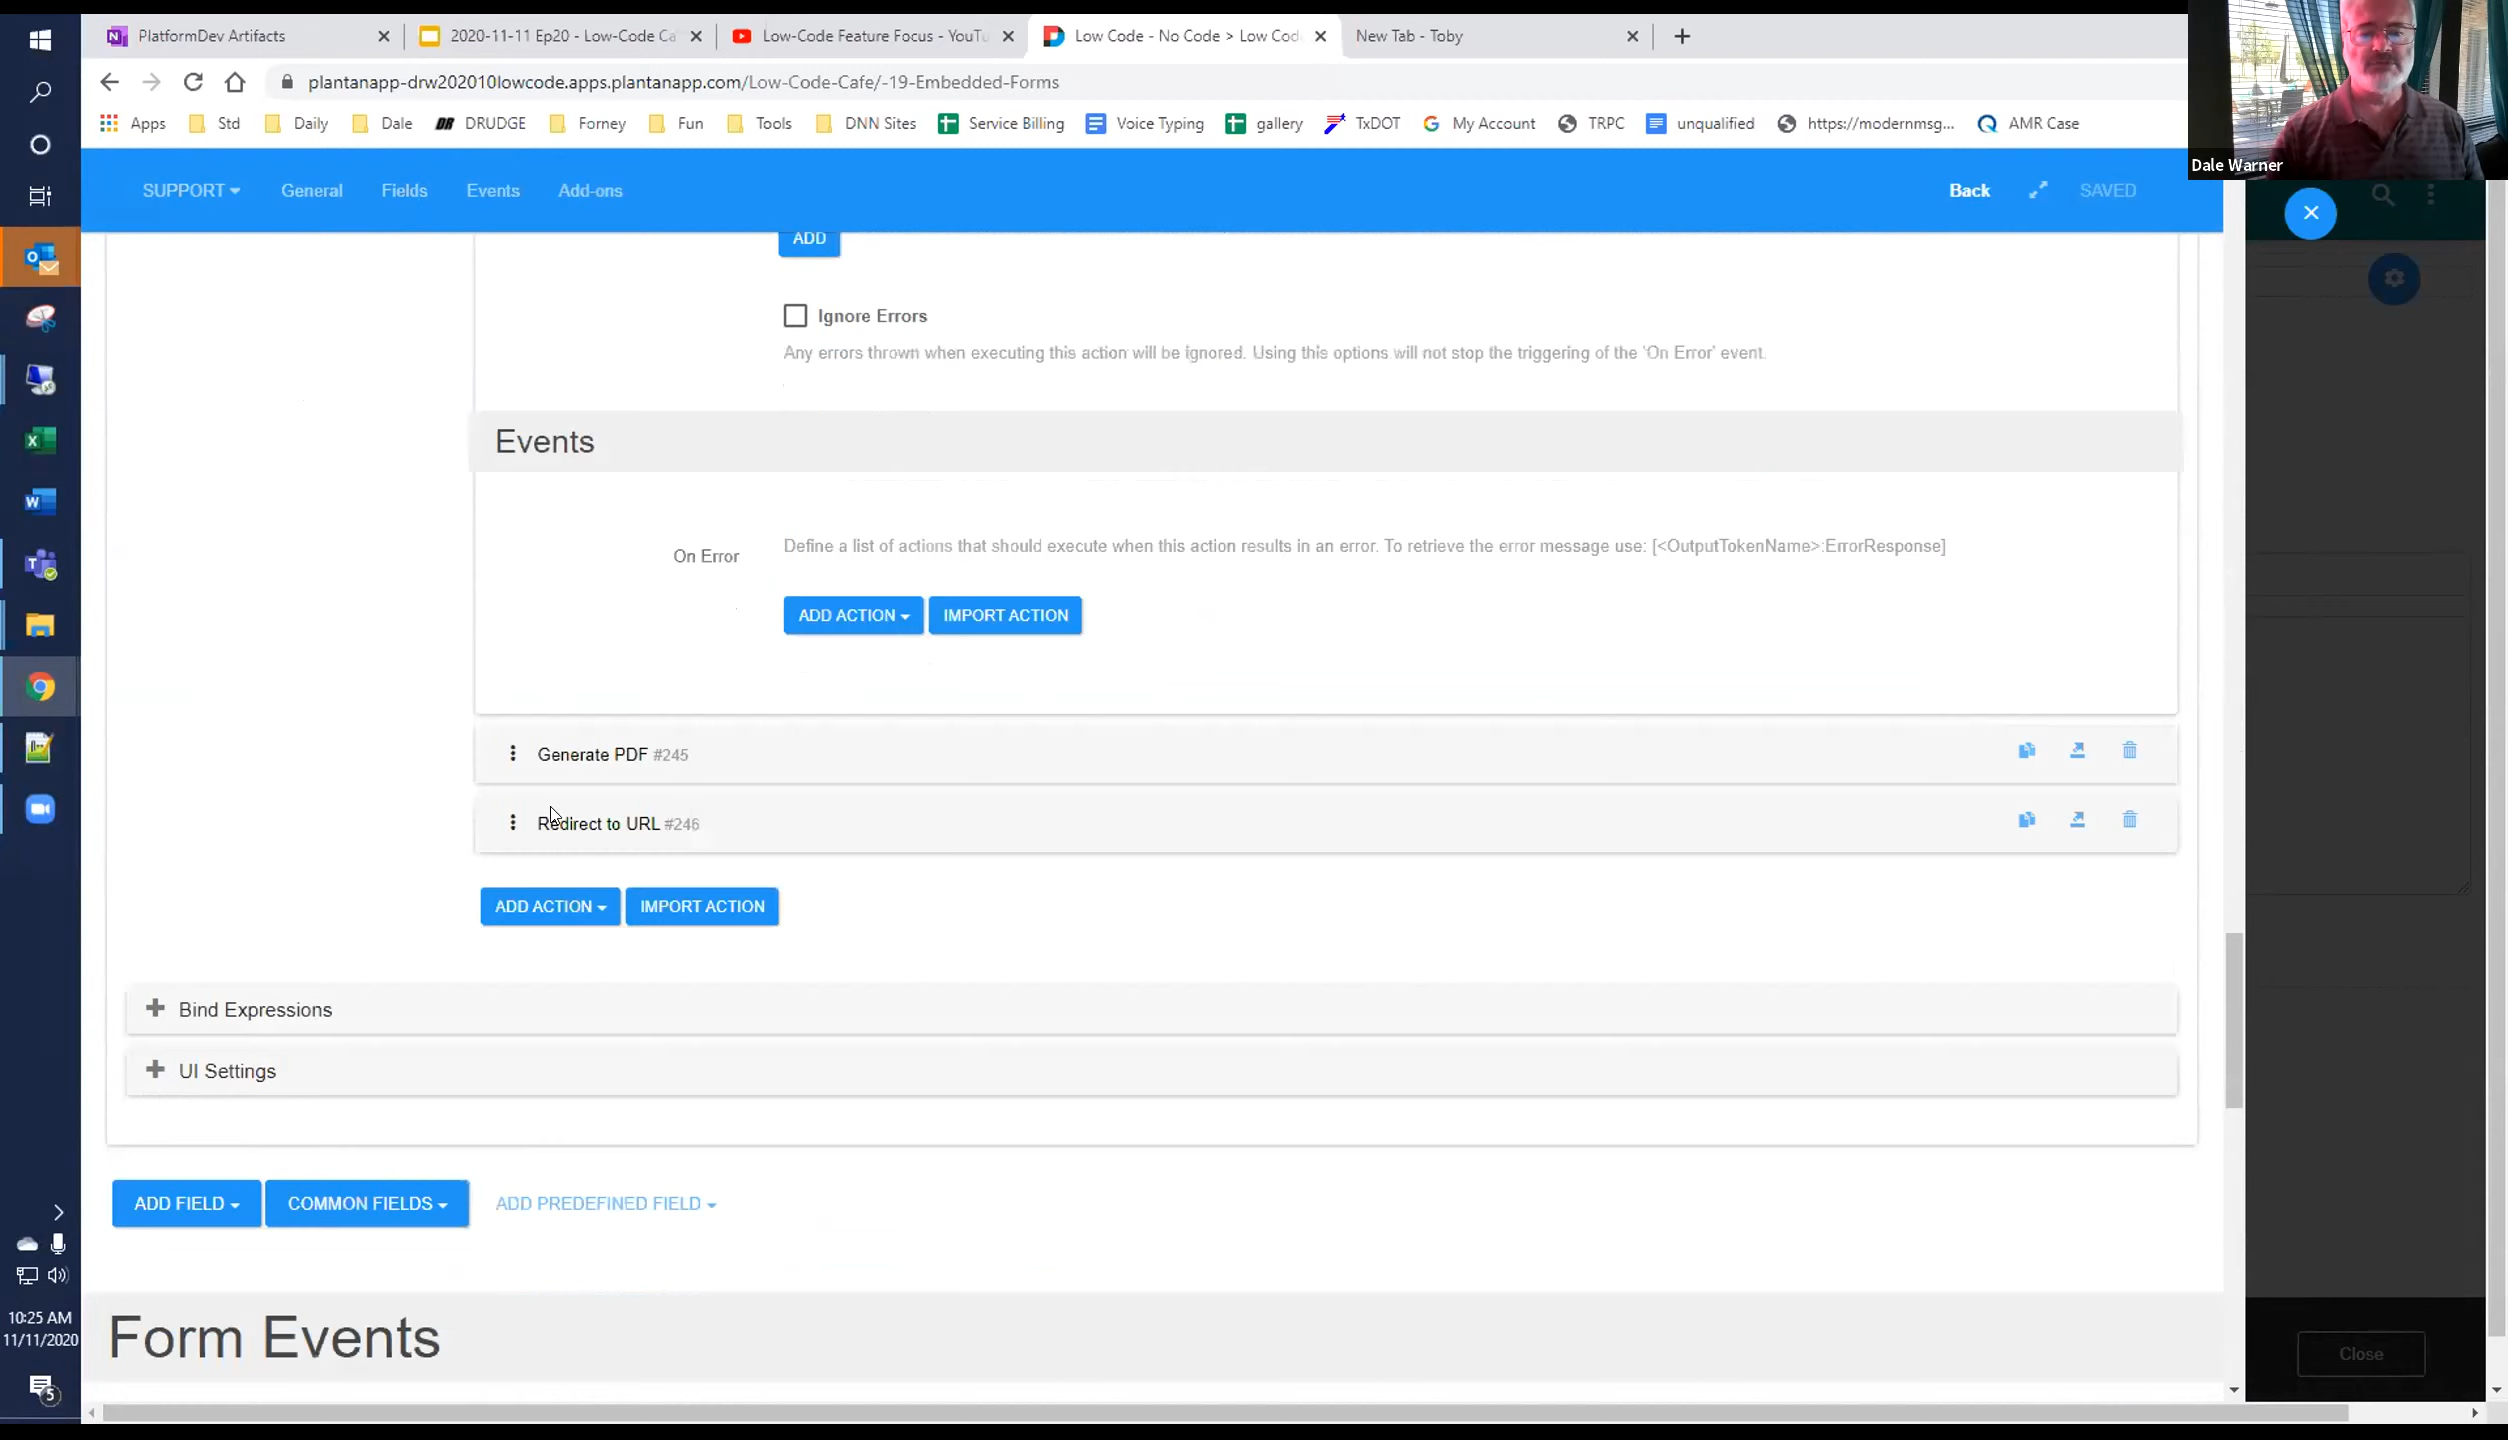 PlatformDev Artifacts
2020-11-11 Ep20 - Low-Code Ca
Low-Code Feature Focus - YouTu
Low Code - No Code > Low Cod
New Tab - Toby
plantanapp-drw202010lowcode.apps.plantanapp.com/Low-Code-Cafe/-19-Embedded-Forms
Apps Std Daily Dale DRUDGE Forney Fun Tools DNN Sites Service Billing Voice Typing gallery TxDOT My Account TRPC unqualified https://modernmsg... AMR Case
Dale Warner
SUPPORT General Fields Events Add-ons Back SAVED
ADD
Ignore Errors
Any errors thrown when executing this action will be ignored. Using this options will not stop the triggering of the 'On Error' event.
Events
On Error
Define a list of actions that should execute when this action results in an error. To retrieve the error message use: [<OutputTokenName>:ErrorResponse]
ADD ACTION IMPORT ACTION
Generate PDF #245
Redirect to URL #246
ADD ACTION IMPORT ACTION
Bind Expressions
UI Settings
ADD FIELD COMMON FIELDS ADD PREDEFINED FIELD
Form Events
Close
10:25 AM
11/11/2020
5